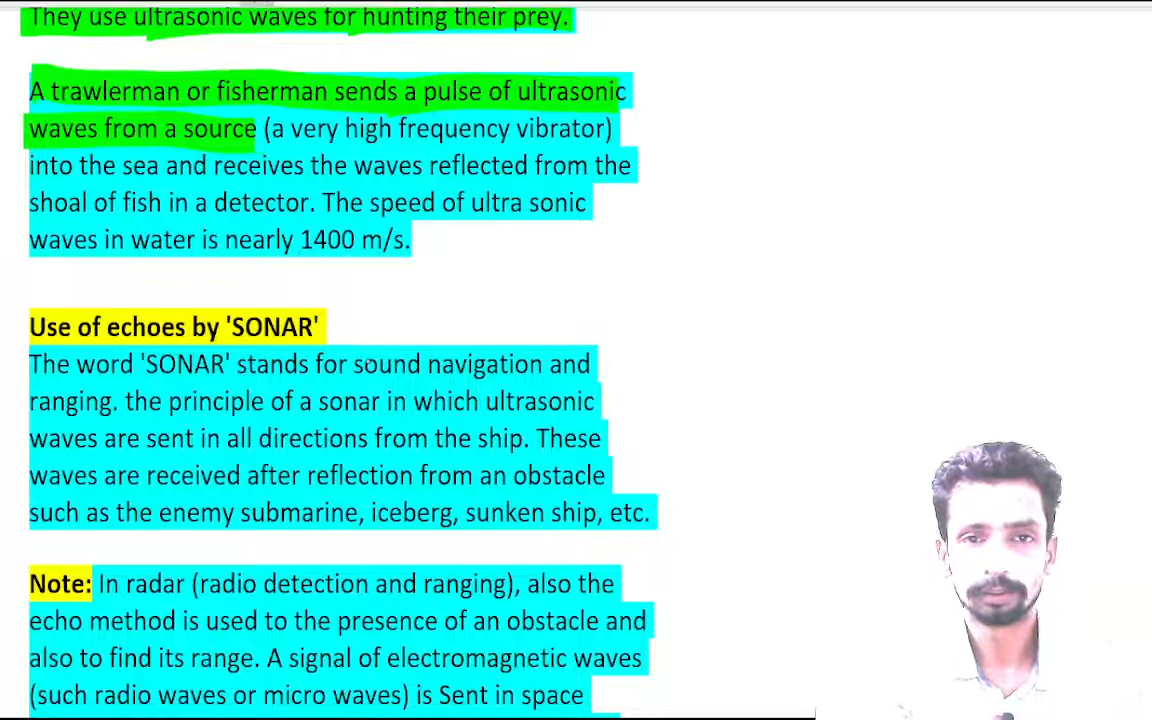 They use ultrasonic waves for hunting their prey.
A trawlerman or fisherman sends a pulse of ultrasonic
waves from a source (a very high frequency vibrator)
into the sea and receives the waves reflected from the
shoal of fish in a detector. The speed of ultra sonic
waves in water is nearly 1400 m/s.
Use of echoes by 'SONAR'
The word 'SONAR' stands for sound navigation and
ranging. the principle of a sonar in which ultrasonic
waves are sent in all directions from the ship. These
waves are received after reflection from an obstacle
such as the enemy submarine, iceberg, sunken ship, etc.
Note: In radar (radio detection and ranging), also the
echo method is used to the presence of an obstacle and
also to find its range. A signal of electromagnetic waves
(such radio waves or micro waves) is Sent in space